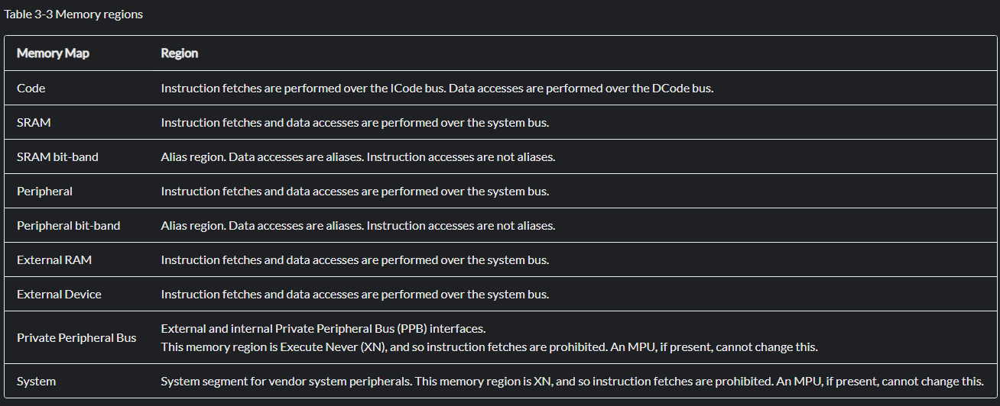 Table 3-3 Memory regions
Memory Map Region
Code Instruction fetches are performed over the ICode bus. Data accesses are performed over the DCode bus.
SRAM Instruction fetches and data accesses are performed over the system bus.
SRAM bit-band Alias region. Data accesses are aliases. Instruction accesses are not aliases.
Peripheral Instruction fetches and data accesses are performed over the system bus.
Peripheral bit-band Alias region. Data accesses are aliases. Instruction accesses are not aliases.
External RAM Instruction fetches and data accesses are performed over the system bus.
External Device Instruction fetches and data accesses are performed over the system bus.
Private Peripheral Bus External and internal Private Peripheral Bus (PPB) interfaces.
This memory region is Execute Never (XN), and so instruction fetches are prohibited. An MPU, if present, cannot change this.
System System segment for vendor system peripherals. This memory region is XN, and so instruction fetches are prohibited. An MPU, if present, cannot change this.